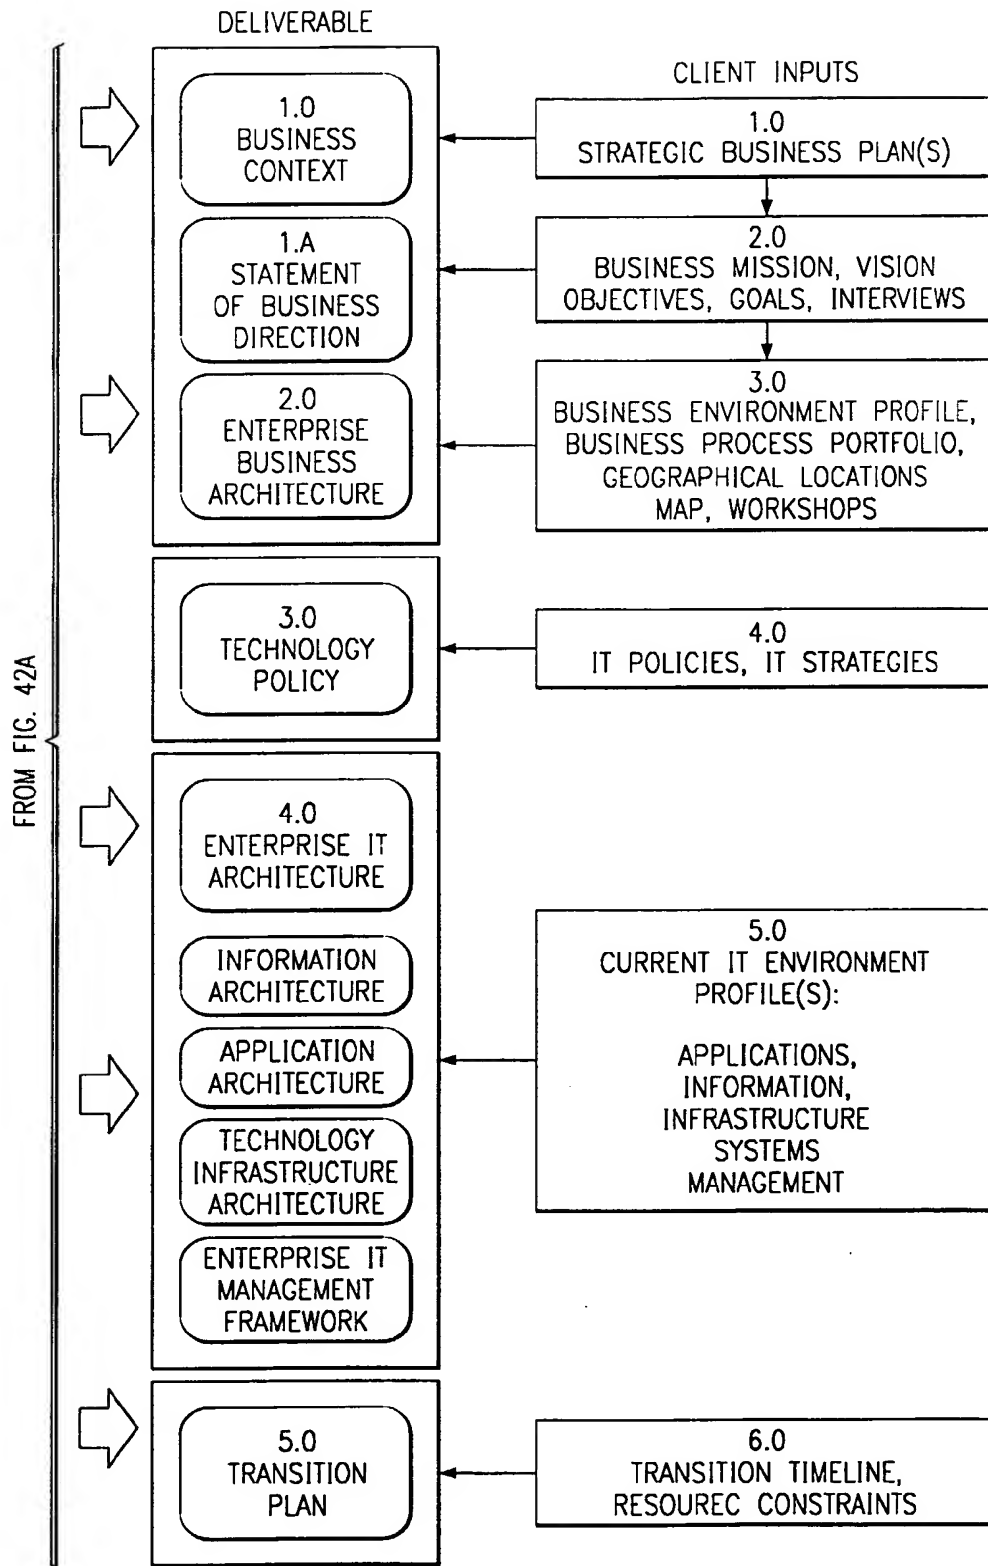 DELIVERABLE
1.0
BUSINESS
CONTEXT
1.A
STATEMENT
OF BUSINESS
DIRECTION
2.0
ENTERPRISE
BUSINESS
ARCHITECTURE
3.0
TECHNOLOGY
POLICY
4.0
ENTERPRISE IT
ARCHITECTURE
INFORMATION
ARCHITECTURE
APPLICATION
ARCHITECTURE
TECHNOLOGY
INFRASTRUCTURE
ARCHITECTURE
ENTERPRISE IT
MANAGEMENT
FRAMEWORK
5.0
TRANSITION
PLAN
CLIENT INPUTS
1.0
STRATEGIC BUSINESS PLAN(S)
2.0
BUSINESS MISSION, VISION
OBJECTIVES, GOALS, INTERVIEWS
3.0
BUSINESS ENVIRONMENT PROFILE,
BUSINESS PROCESS PORTFOLIO,
GEOGRAPHICAL LOCATIONS
MAP, WORKSHOPS
4.0
IT POLICIES, IT STRATEGIES
5.0
CURRENT IT ENVIRONMENT
PROFILE(S):
APPLICATIONS,
INFORMATION,
INFRASTRUCTURE
SYSTEMS
MANAGEMENT
6.0
TRANSITION TIMELINE,
RESOUREC CONSTRAINTS
FROM FIG. 42A